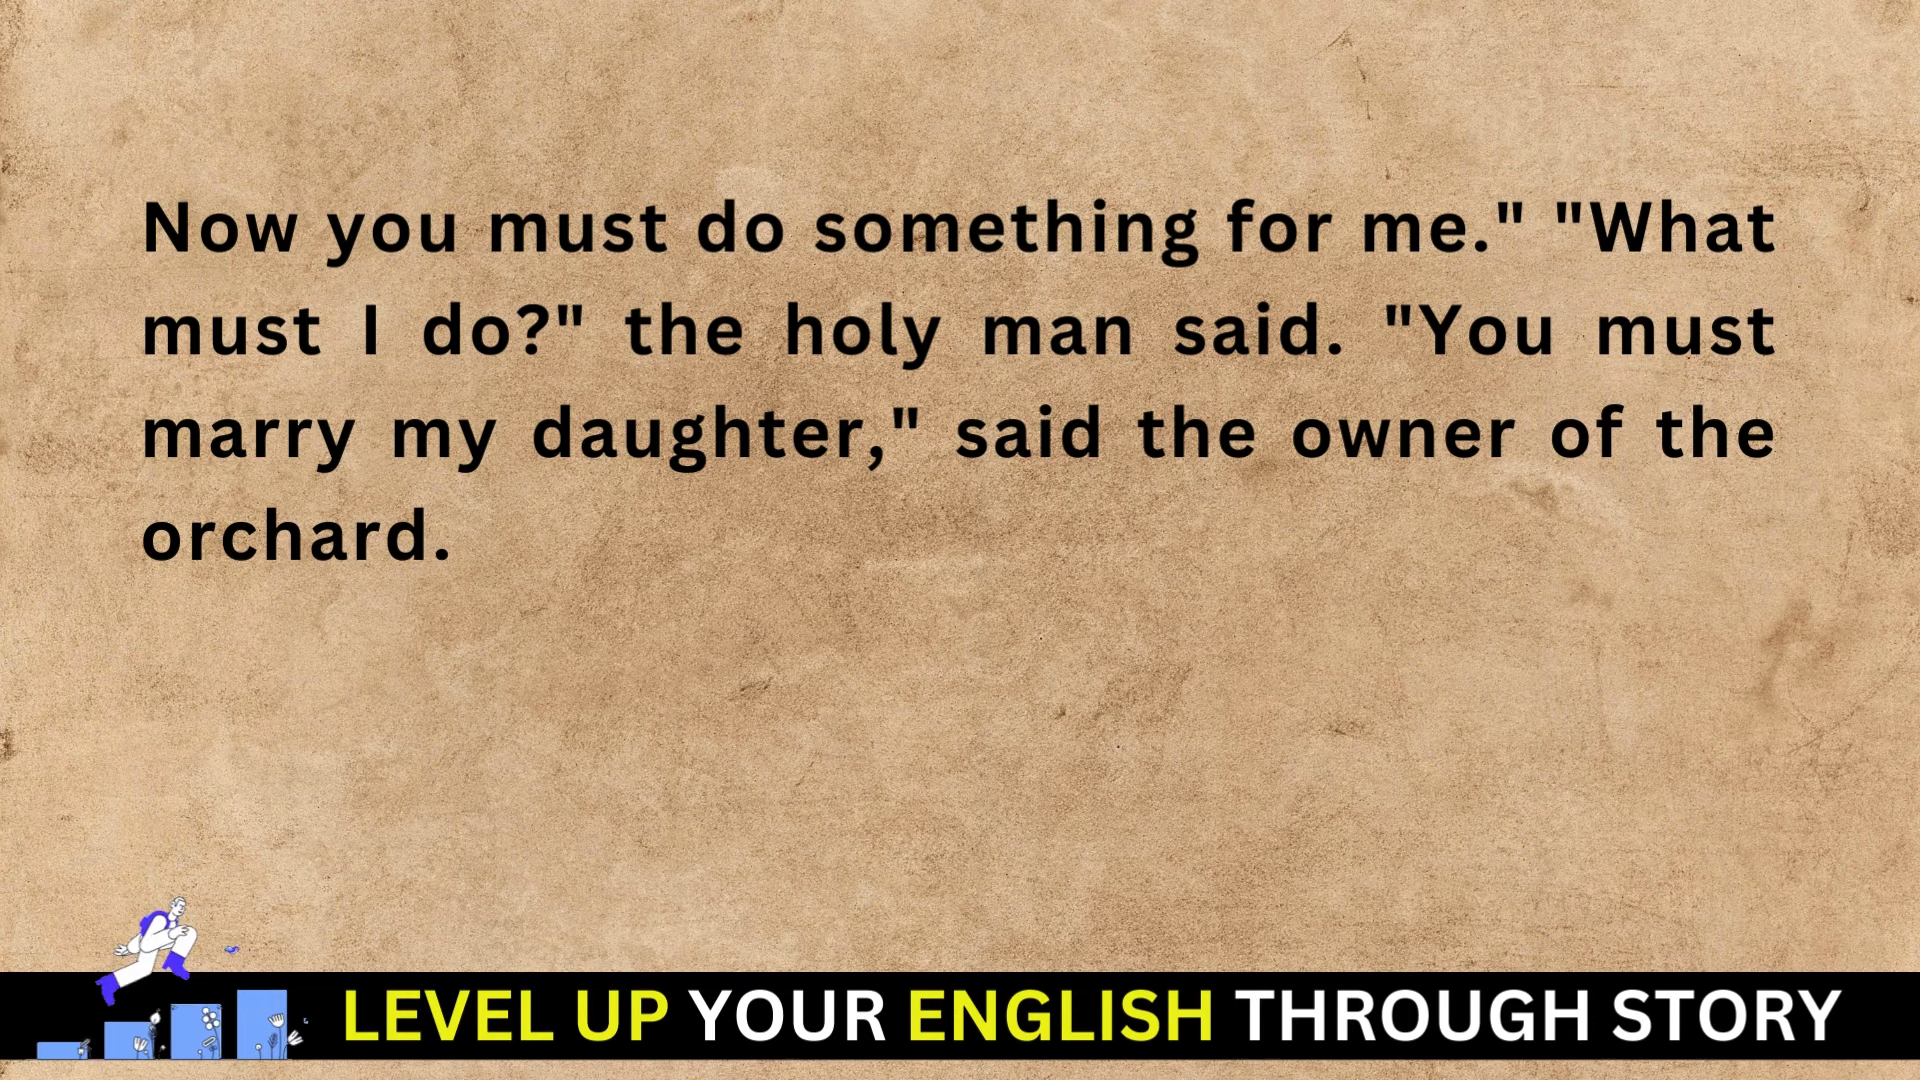 Now you must do something for me." "What
must I do?" the holy man said. "You must
marry my daughter," said the owner of the
orchard.
LEVEL UP YOUR ENGLISH THROUGH STORY